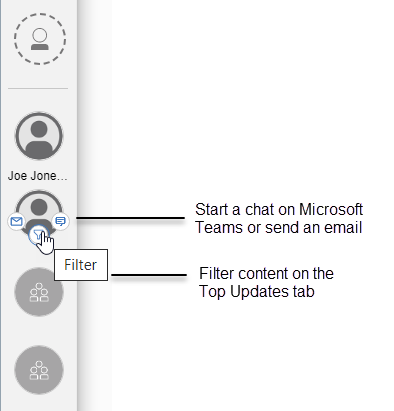 Joe Jone...
Start a chat on Microsoft
Teams or send an email
Filter
Filter content on the
Top Updates tab